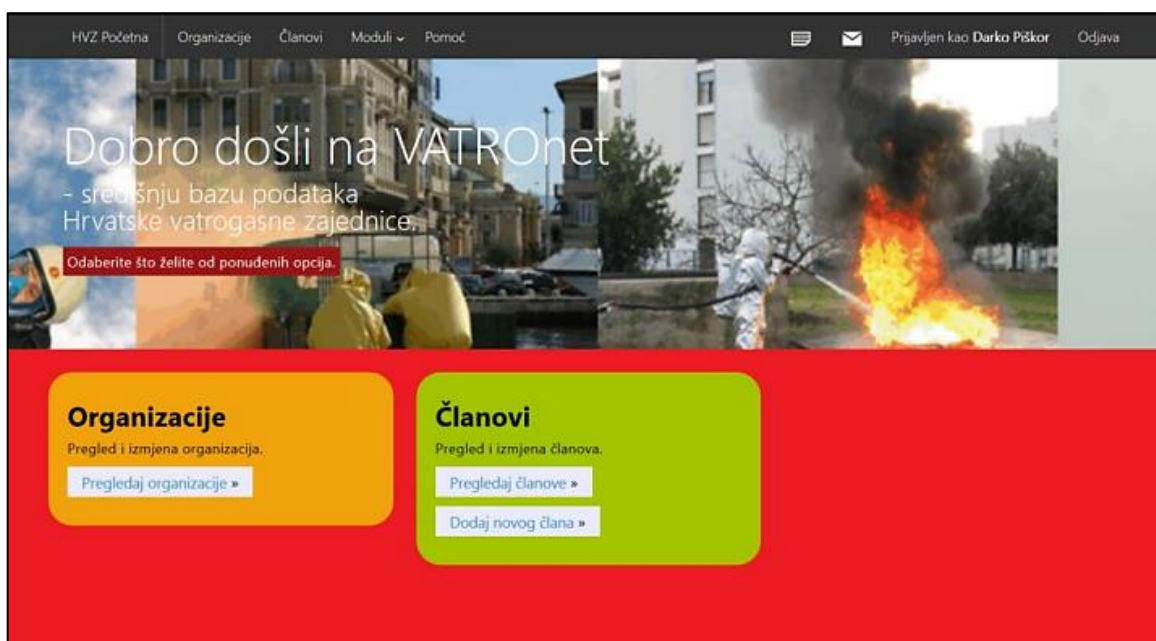 HVZ Početna Organizacije Članovi Moduli Pomoć Prijavljen kao Darko Piškor Odjava
Dobro došli na VATROnet
- središnju bazu podataka
Hrvatske vatrogasne zajednice.
Odaberite što želite od ponuđenih opcija.
Organizacije
Pregled i izmjena organizacija.
Pregledaj organizacije »
Članovi
Pregled i izmjena članova.
Pregledaj članove »
Dodaj novog člana »